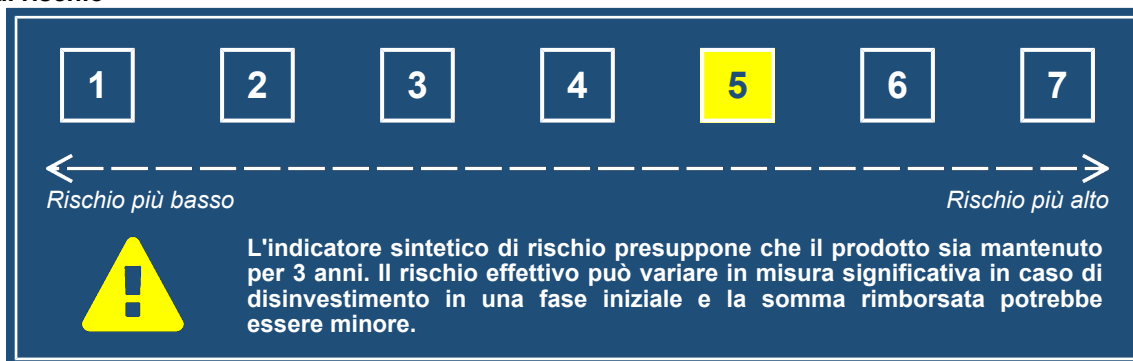 di rischio
1 2 3 4 5 6 7
Rischio più basso Rischio più alto
L'indicatore sintetico di rischio presuppone che il prodotto sia mantenuto
per 3 anni. Il rischio effettivo può variare in misura significativa in caso di
disinvestimento in una fase iniziale e la somma rimborsata potrebbe
essere minore.